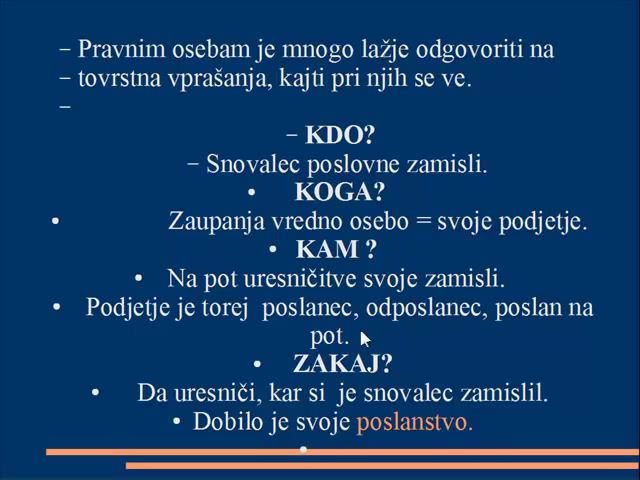 – Pravnim osebam je mnogo lažje odgovoriti na
– tovrstna vprašanja, kajti pri njih se ve.
–
– KDO?
– Snovalec poslovne zamisli.
• KOGA?
• Zaupanja vredno osebo = svoje podjetje.
• KAM ?
• Na pot uresničitve svoje zamisli.
• Podjetje je torej poslanec, odposlanec, poslan na
pot.
• ZAKAJ?
• Da uresniči, kar si je snovalec zamislil.
• Dobilo je svoje poslanstvo.
•